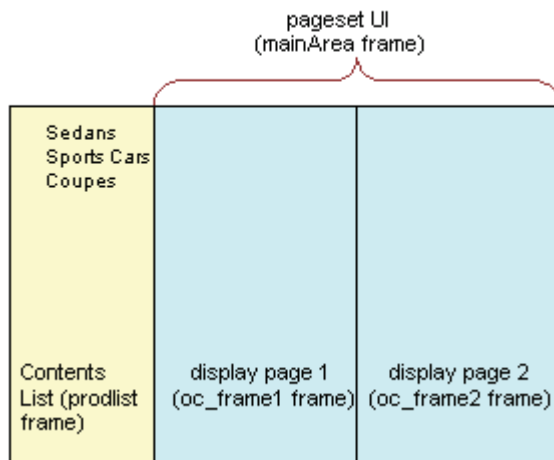 pageset UI
(mainArea frame)
Sedans
Sports Cars
Coupes
Contents
List (prodlist
frame)
display page 1
(oc_frame1 frame)
display page 2
(oc_frame2 frame)